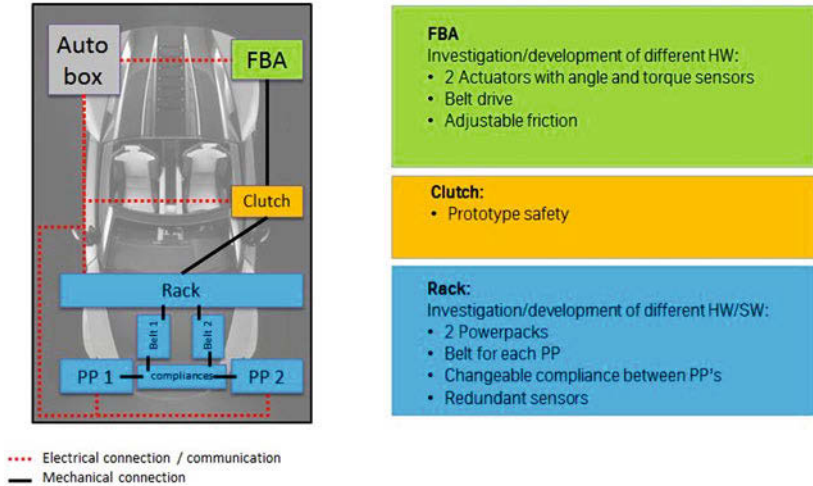 Auto
box
FBA
Clutch
Rack
Belt 1
Belt 2
PP 1
compliances
PP 2
Electrical connection / communication
Mechanical connection
FBA
Investigation/development of different HW:
• 2 Actuators with angle and torque sensors
• Belt drive
• Adjustable friction
Clutch:
• Prototype safety
Rack:
Investigation/development of different HW/SW:
• 2 Powerpacks
• Belt for each PP
• Changeable compliance between PP's
• Redundant sensors